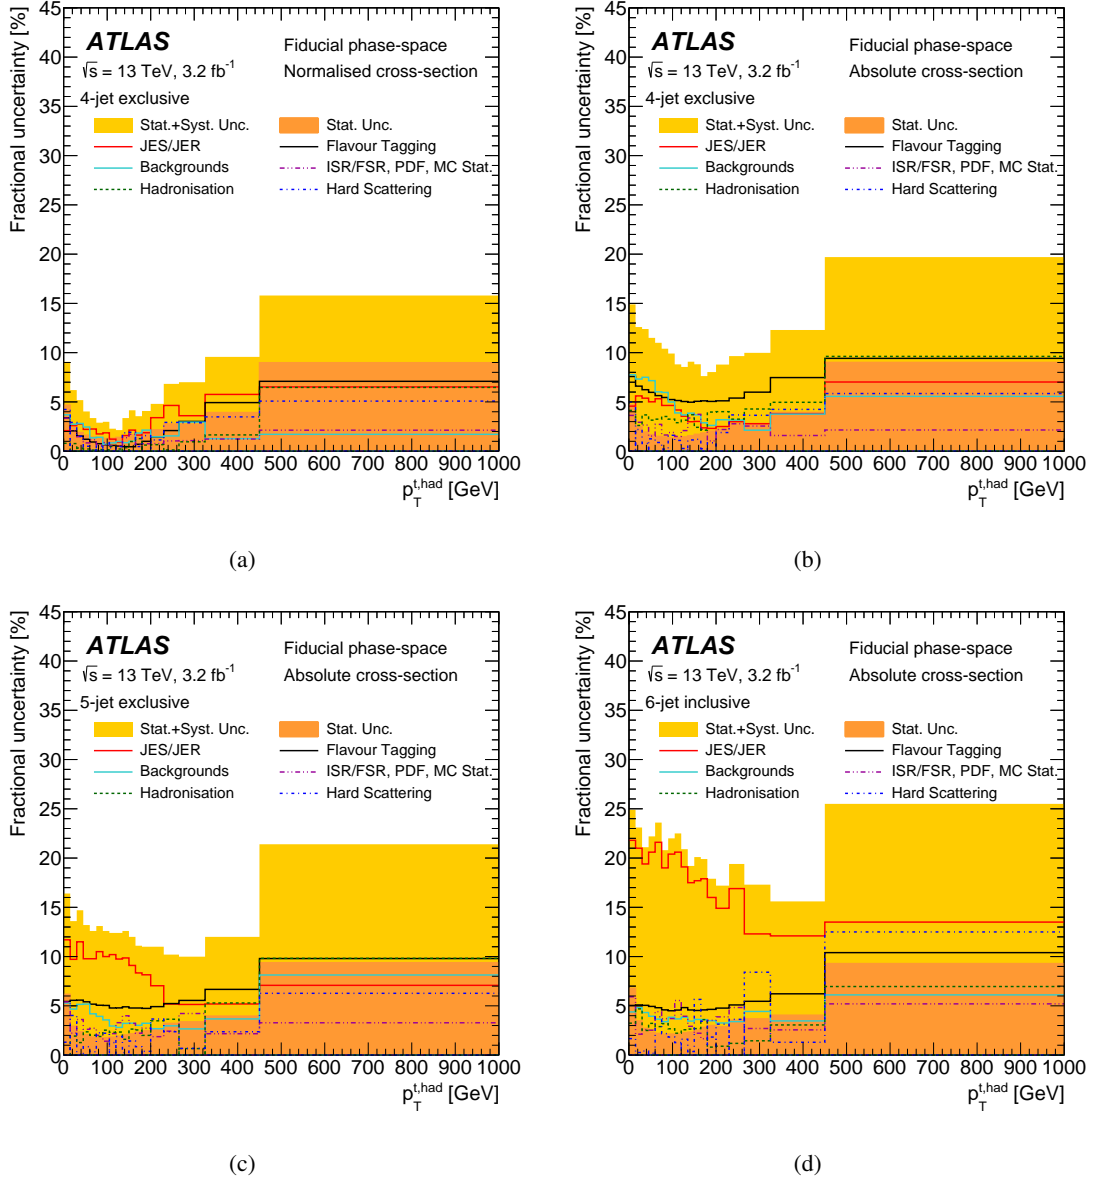 Fractional uncertainty [%]
45
40
35
30
25
20
15
10
5
0
ATLAS
Fiducial phase-space
√s = 13 TeV, 3.2 fb⁻¹
Normalised cross-section
4-jet exclusive
Stat.+Syst. Unc.
Stat. Unc.
JES/JER
Flavour Tagging
Backgrounds
ISR/FSR, PDF, MC Stat.
Hadronisation
Hard Scattering
0 100 200 300 400 500 600 700 800 900 1000
p_T^{t,had} [GeV]
(a)
Fractional uncertainty [%]
45
40
35
30
25
20
15
10
5
0
ATLAS
Fiducial phase-space
√s = 13 TeV, 3.2 fb⁻¹
Absolute cross-section
4-jet exclusive
Stat.+Syst. Unc.
Stat. Unc.
JES/JER
Flavour Tagging
Backgrounds
ISR/FSR, PDF, MC Stat.
Hadronisation
Hard Scattering
0 100 200 300 400 500 600 700 800 900 1000
p_T^{t,had} [GeV]
(b)
Fractional uncertainty [%]
45
40
35
30
25
20
15
10
5
0
ATLAS
Fiducial phase-space
√s = 13 TeV, 3.2 fb⁻¹
Absolute cross-section
5-jet exclusive
Stat.+Syst. Unc.
Stat. Unc.
JES/JER
Flavour Tagging
Backgrounds
ISR/FSR, PDF, MC Stat.
Hadronisation
Hard Scattering
0 100 200 300 400 500 600 700 800 900 1000
p_T^{t,had} [GeV]
(c)
Fractional uncertainty [%]
45
40
35
30
25
20
15
10
5
0
ATLAS
Fiducial phase-space
√s = 13 TeV, 3.2 fb⁻¹
Absolute cross-section
6-jet inclusive
Stat.+Syst. Unc.
Stat. Unc.
JES/JER
Flavour Tagging
Backgrounds
ISR/FSR, PDF, MC Stat.
Hadronisation
Hard Scattering
0 100 200 300 400 500 600 700 800 900 1000
p_T^{t,had} [GeV]
(d)